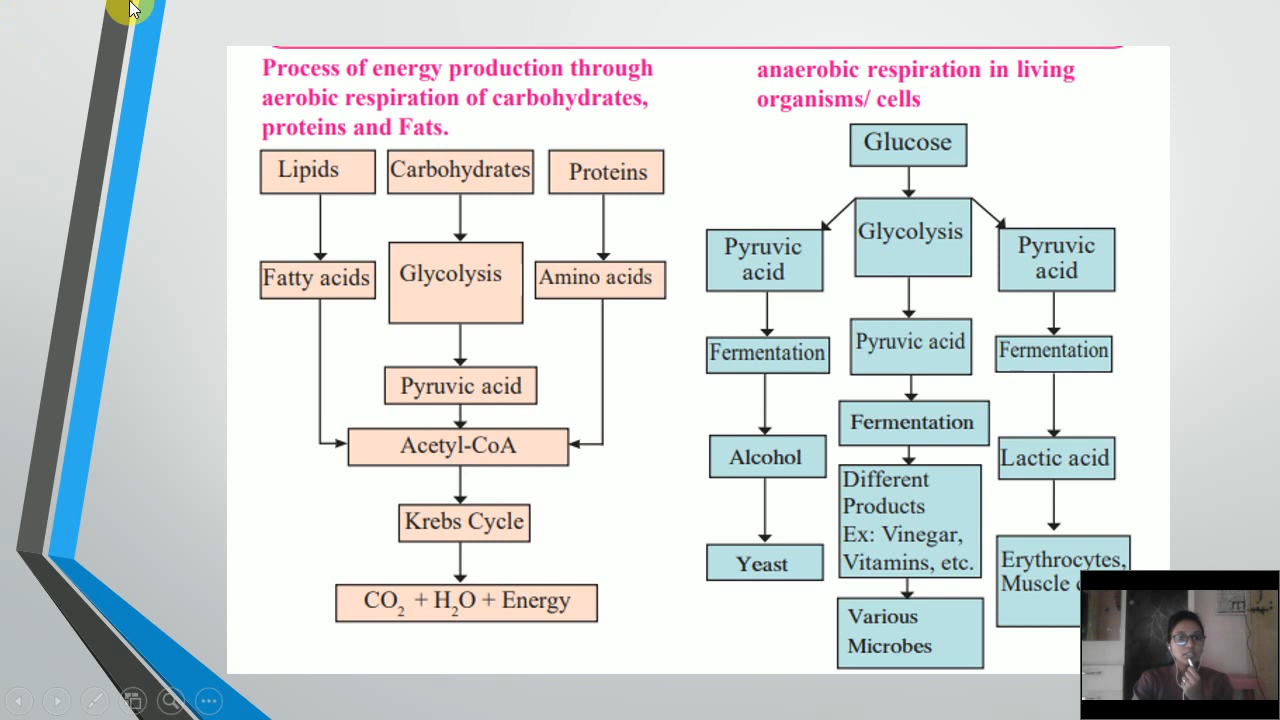 Process of energy production through
aerobic respiration of carbohydrates,
proteins and Fats.
Lipids
Carbohydrates
Proteins
Fatty acids
Glycolysis
Amino acids
Pyruvic acid
Acetyl-CoA
Krebs Cycle
CO₂ + H₂O + Energy
anaerobic respiration in living
organisms/ cells
Glucose
Glycolysis
Pyruvic
acid
Fermentation
Alcohol
Yeast
Pyruvic acid
Fermentation
Different
Products
Ex: Vinegar,
Vitamins, etc.
Various
Microbes
Pyruvic
acid
Fermentation
Lactic acid
Erythrocytes,
Muscle